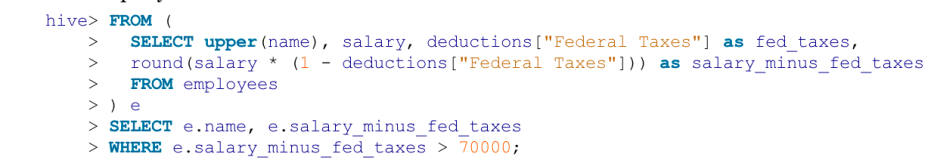 hive> FROM (
    >   SELECT upper(name), salary, deductions["Federal Taxes"] as fed_taxes,
    >   round(salary * (1 - deductions["Federal Taxes"])) as salary_minus_fed_taxes
    >   FROM employees
    > ) e
    > SELECT e.name, e.salary_minus_fed_taxes
    > WHERE e.salary_minus_fed_taxes > 70000;